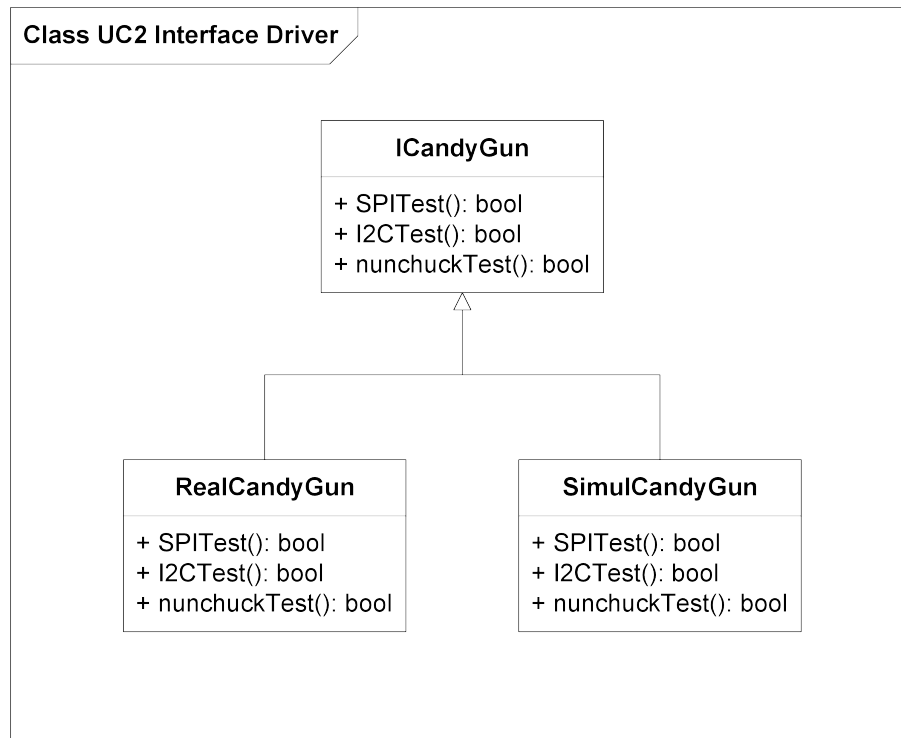 Class UC2 Interface Driver
ICandyGun
+ SPITest(): bool
+ I2CTest(): bool
+ nunchuckTest(): bool
RealCandyGun
+ SPITest(): bool
+ I2CTest(): bool
+ nunchuckTest(): bool
SimulCandyGun
+ SPITest(): bool
+ I2CTest(): bool
+ nunchuckTest(): bool